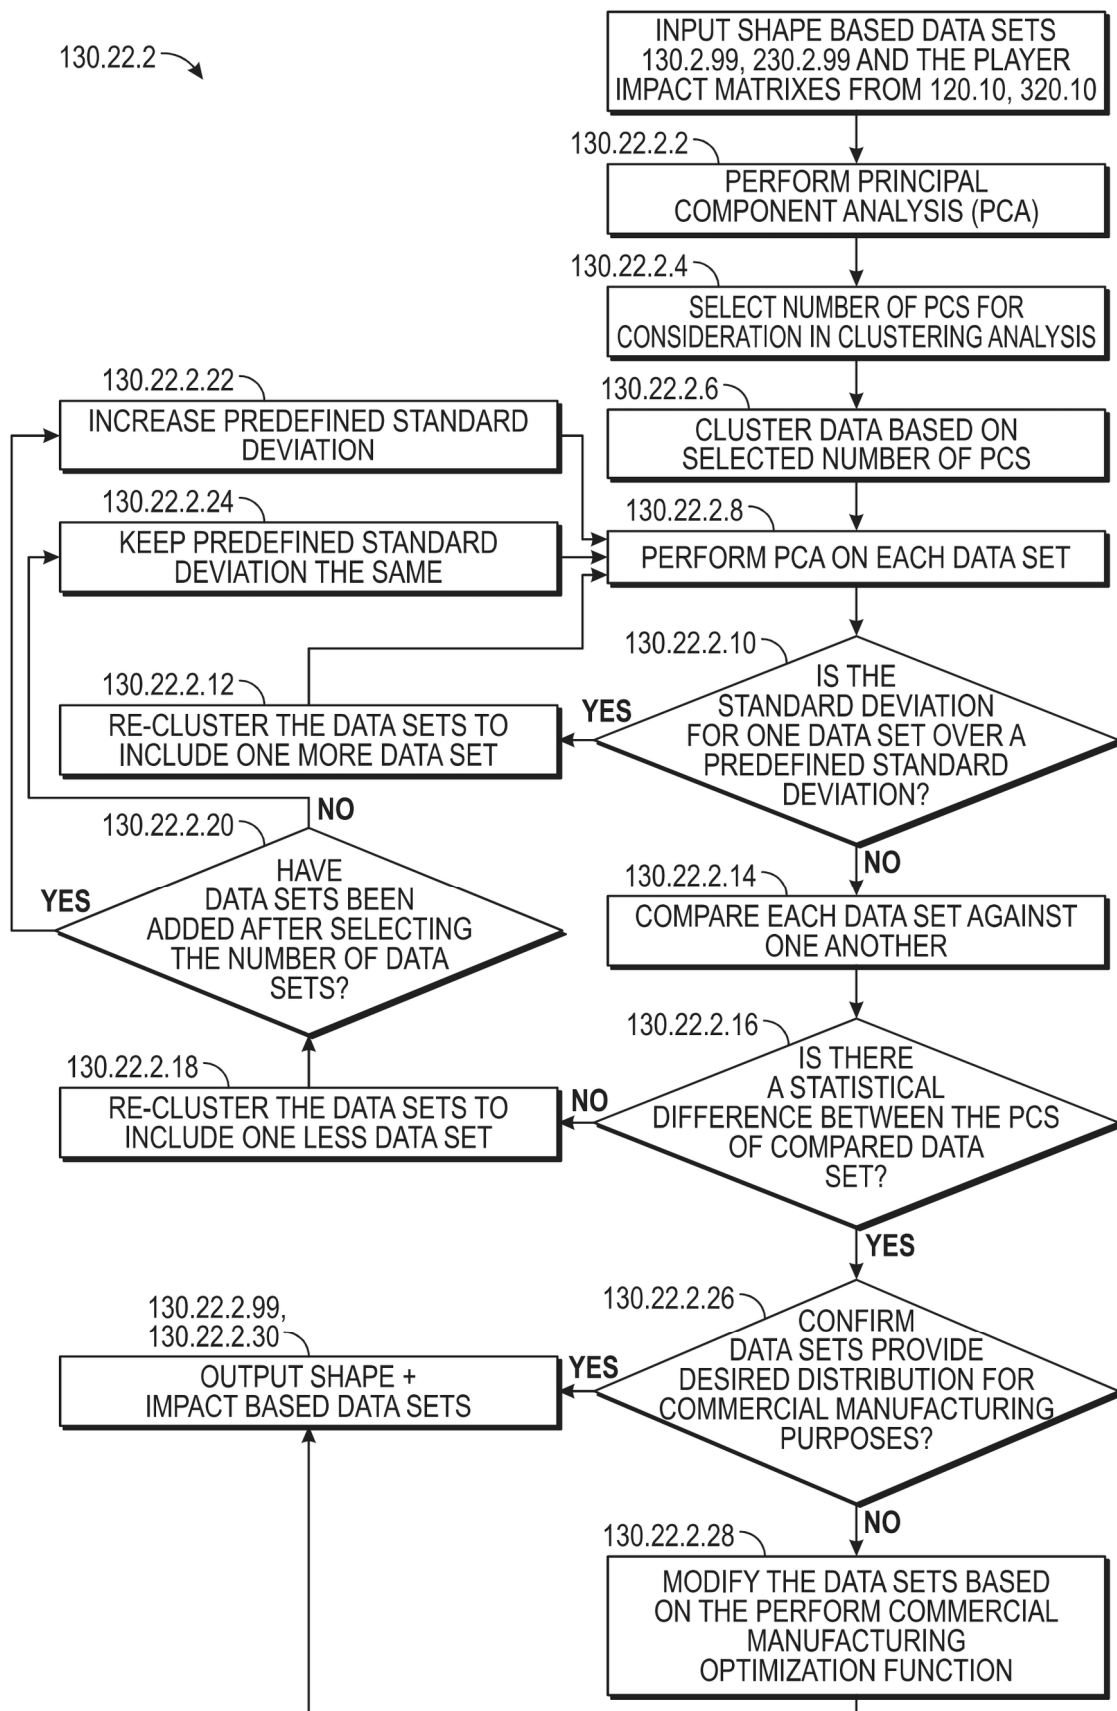 130.22.2
INPUT SHAPE BASED DATA SETS
130.2.99, 230.2.99 AND THE PLAYER
IMPACT MATRIXES FROM 120.10, 320.10
130.22.2.2
PERFORM PRINCIPAL
COMPONENT ANALYSIS (PCA)
130.22.2.4
SELECT NUMBER OF PCS FOR
CONSIDERATION IN CLUSTERING ANALYSIS
130.22.2.6
CLUSTER DATA BASED ON
SELECTED NUMBER OF PCS
130.22.2.22
INCREASE PREDEFINED STANDARD
DEVIATION
130.22.2.24
KEEP PREDEFINED STANDARD
DEVIATION THE SAME
130.22.2.8
PERFORM PCA ON EACH DATA SET
130.22.2.10
IS THE
STANDARD DEVIATION
FOR ONE DATA SET OVER A
PREDEFINED STANDARD
DEVIATION?
YES
130.22.2.12
RE-CLUSTER THE DATA SETS TO
INCLUDE ONE MORE DATA SET
NO
130.22.2.14
COMPARE EACH DATA SET AGAINST
ONE ANOTHER
NO
130.22.2.20
YES
HAVE
DATA SETS BEEN
ADDED AFTER SELECTING
THE NUMBER OF DATA
SETS?
130.22.2.16
IS THERE
A STATISTICAL
DIFFERENCE BETWEEN THE PCS
OF COMPARED DATA
SET?
NO
130.22.2.18
RE-CLUSTER THE DATA SETS TO
INCLUDE ONE LESS DATA SET
YES
130.22.2.26
CONFIRM
DATA SETS PROVIDE
DESIRED DISTRIBUTION FOR
COMMERCIAL MANUFACTURING
PURPOSES?
YES
130.22.2.99,
130.22.2.30
OUTPUT SHAPE +
IMPACT BASED DATA SETS
NO
130.22.2.28
MODIFY THE DATA SETS BASED
ON THE PERFORM COMMERCIAL
MANUFACTURING
OPTIMIZATION FUNCTION